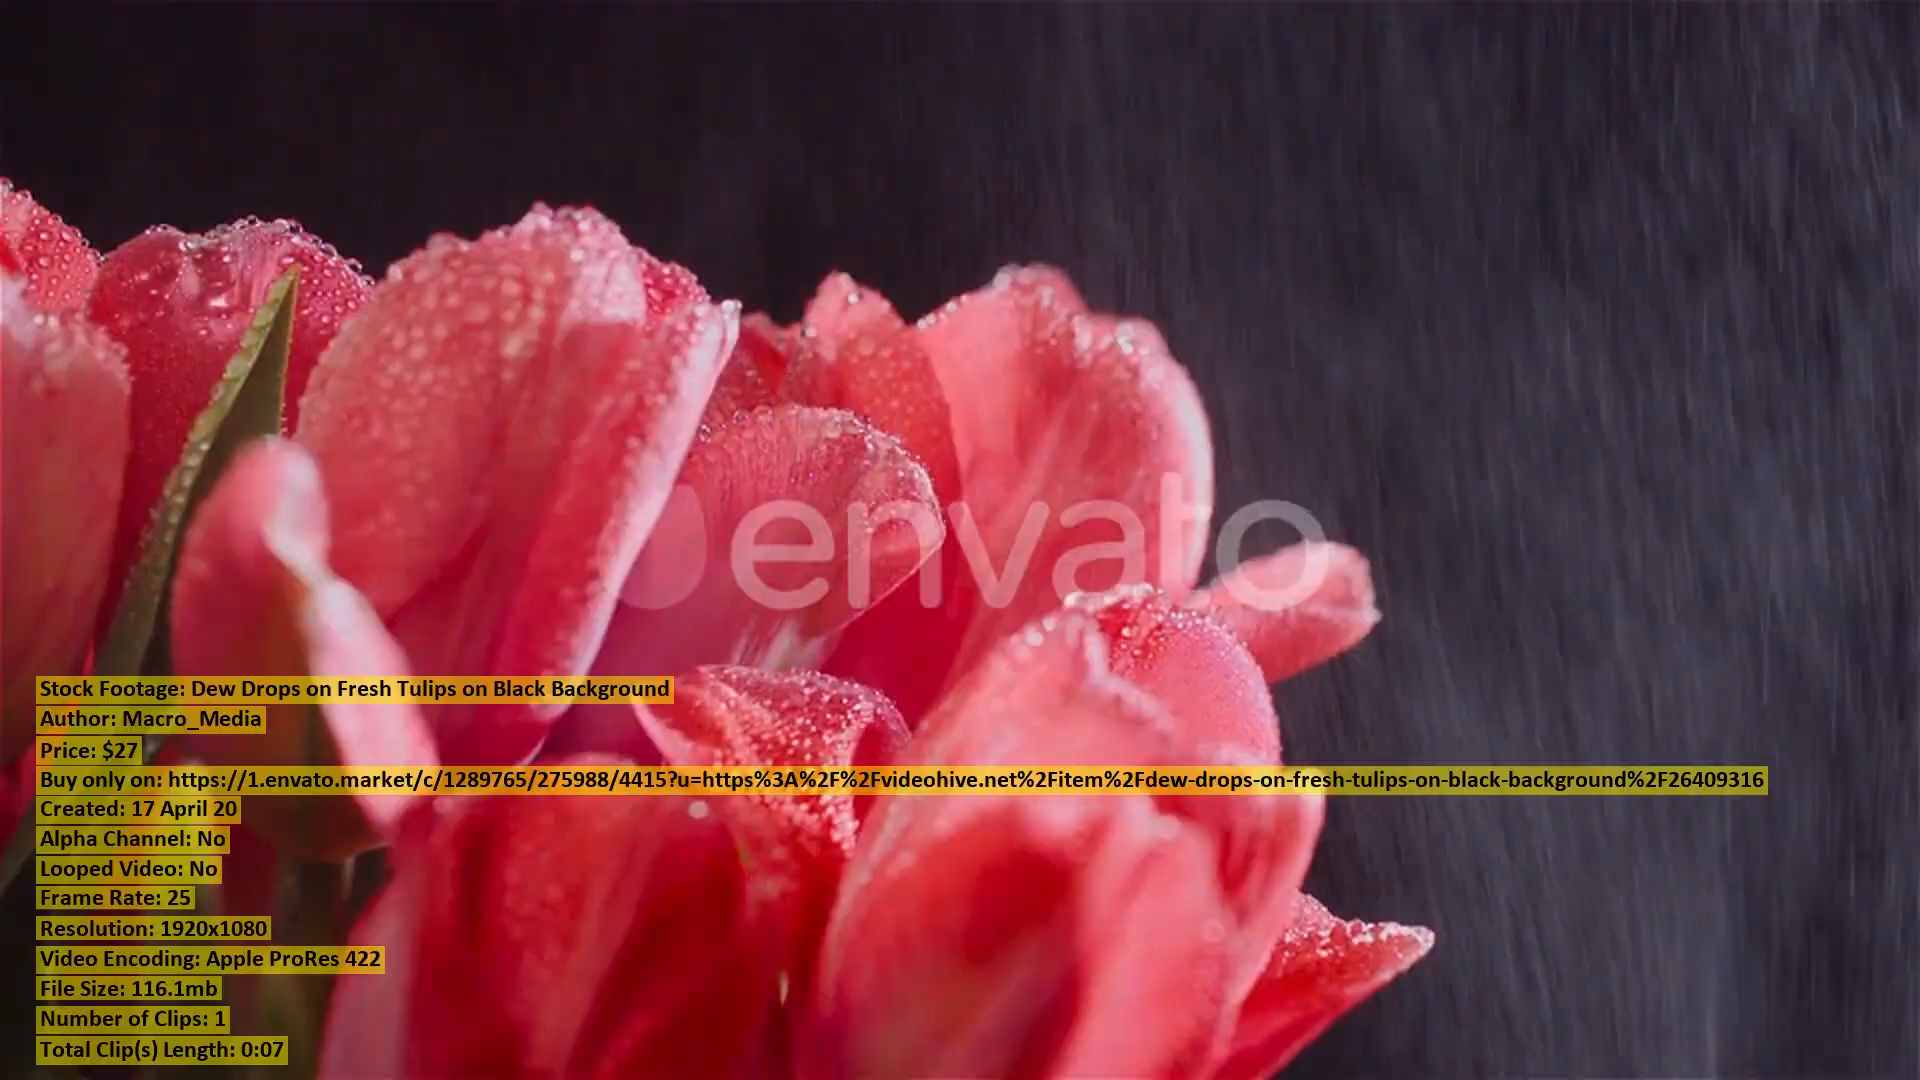 envato
Stock Footage: Dew Drops on Fresh Tulips on Black Background
Author: Macro_Media
Price: $27
Buy only on: https://1.envato.market/c/1289765/275988/4415?u=https%3A%2F%2Fvideohive.net%2Fitem%2Fdew-drops-on-fresh-tulips-on-black-background%2F26409316
Created: 17 April 20
Alpha Channel: No
Looped Video: No
Frame Rate: 25
Resolution: 1920x1080
Video Encoding: Apple ProRes 422
File Size: 116.1mb
Number of Clips: 1
Total Clip(s) Length: 0:07